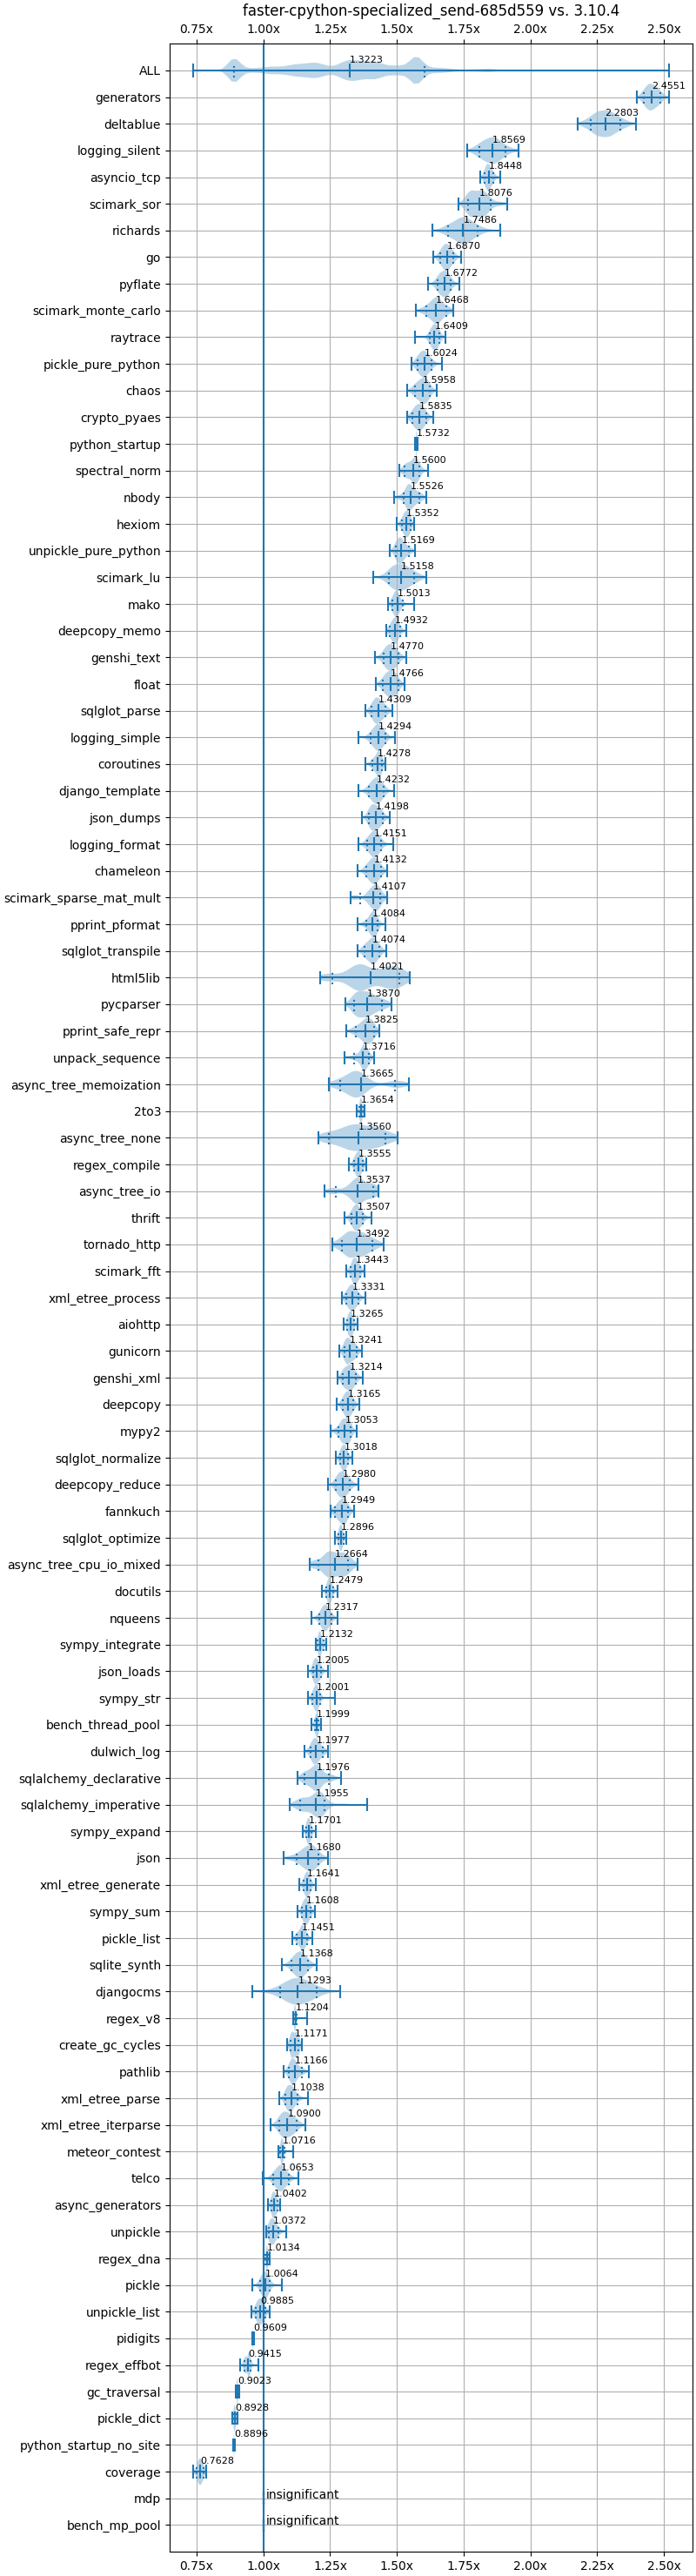 faster-cpython-specialized_send-685d559 vs. 3.10.4
0.75x 1.00x 1.25x 1.50x 1.75x 2.00x 2.25x 2.50x
ALL 1.3223
generators 2.4551
deltablue 2.2803
logging_silent 1.8569
asyncio_tcp 1.8448
scimark_sor 1.8076
richards 1.7486
go 1.6870
pyflate 1.6772
scimark_monte_carlo 1.6468
raytrace 1.6409
pickle_pure_python 1.6024
chaos 1.5958
crypto_pyaes 1.5835
python_startup 1.5732
spectral_norm 1.5600
nbody 1.5526
hexiom 1.5352
unpickle_pure_python 1.5169
scimark_lu 1.5158
mako 1.5013
deepcopy_memo 1.4932
genshi_text 1.4770
float 1.4766
sqlglot_parse 1.4309
logging_simple 1.4294
coroutines 1.4278
django_template 1.4232
json_dumps 1.4198
logging_format 1.4151
chameleon 1.4132
scimark_sparse_mat_mult 1.4107
pprint_pformat 1.4084
sqlglot_transpile 1.4074
html5lib 1.4021
pycparser 1.3870
pprint_safe_repr 1.3825
unpack_sequence 1.3716
async_tree_memoization 1.3665
2to3 1.3654
async_tree_none 1.3560
regex_compile 1.3555
async_tree_io 1.3537
thrift 1.3507
tornado_http 1.3492
scimark_fft 1.3443
xml_etree_process 1.3331
aiohttp 1.3265
gunicorn 1.3241
genshi_xml 1.3214
deepcopy 1.3165
mypy2 1.3053
sqlglot_normalize 1.3018
deepcopy_reduce 1.2980
fannkuch 1.2949
sqlglot_optimize 1.2896
async_tree_cpu_io_mixed 1.2664
docutils 1.2479
nqueens 1.2317
sympy_integrate 1.2132
json_loads 1.2005
sympy_str 1.2001
bench_thread_pool 1.1999
dulwich_log 1.1977
sqlalchemy_declarative 1.1976
sqlalchemy_imperative 1.1955
sympy_expand 1.1701
json 1.1680
xml_etree_generate 1.1641
sympy_sum 1.1608
pickle_list 1.1451
sqlite_synth 1.1368
djangocms 1.1293
regex_v8 1.1204
create_gc_cycles 1.1171
pathlib 1.1166
xml_etree_parse 1.1038
xml_etree_iterparse 1.0900
meteor_contest 1.0716
telco 1.0653
async_generators 1.0402
unpickle 1.0372
regex_dna 1.0134
pickle 1.0064
unpickle_list 0.9885
pidigits 0.9609
regex_effbot 0.9415
gc_traversal 0.9023
pickle_dict 0.8928
python_startup_no_site 0.8896
coverage 0.7628
mdp insignificant
bench_mp_pool insignificant
0.75x 1.00x 1.25x 1.50x 1.75x 2.00x 2.25x 2.50x